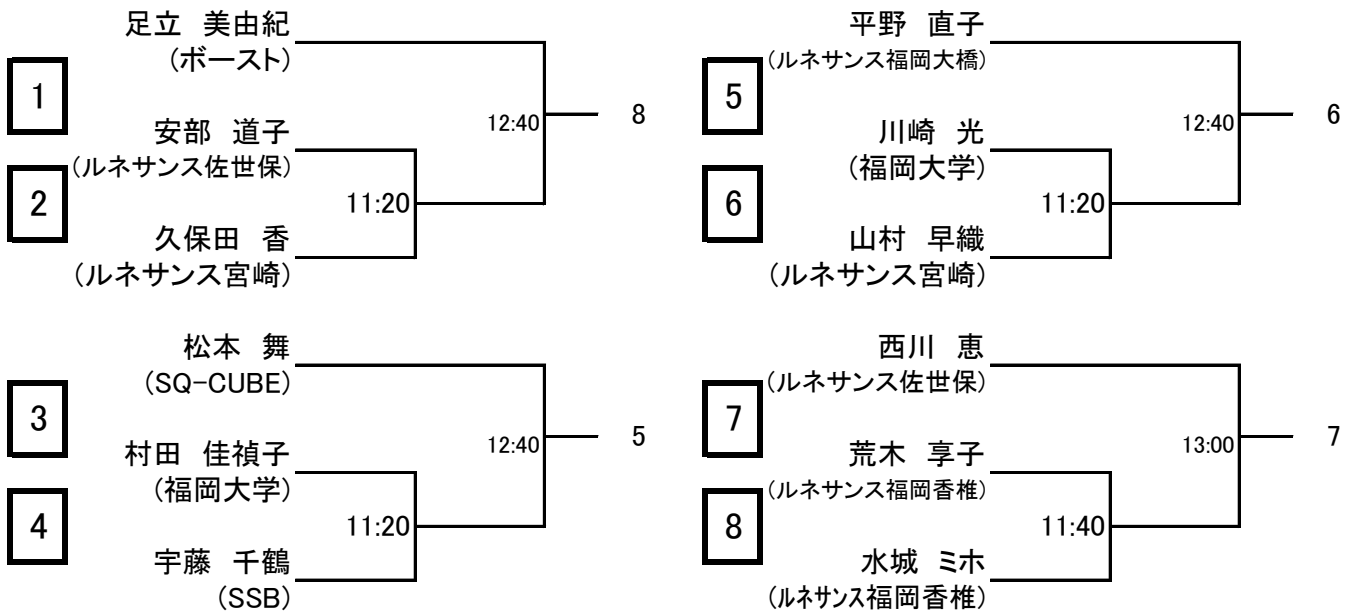 足立 美由紀
(ボースト)
1
安部 道子
(ルネサンス佐世保)
2
久保田 香
(ルネサンス宮崎)
11:20
12:40
8
松本 舞
(SQ-CUBE)
3
村田 佳禎子
(福岡大学)
4
宇藤 千鶴
(SSB)
11:20
12:40
5
平野 直子
(ルネサンス福岡大橋)
5
川崎 光
(福岡大学)
6
山村 早織
(ルネサンス宮崎)
11:20
12:40
6
西川 恵
(ルネサンス佐世保)
7
荒木 享子
(ルネサンス福岡香椎)
8
水城 ミホ
(ルネサンス福岡香椎)
11:40
13:00
7